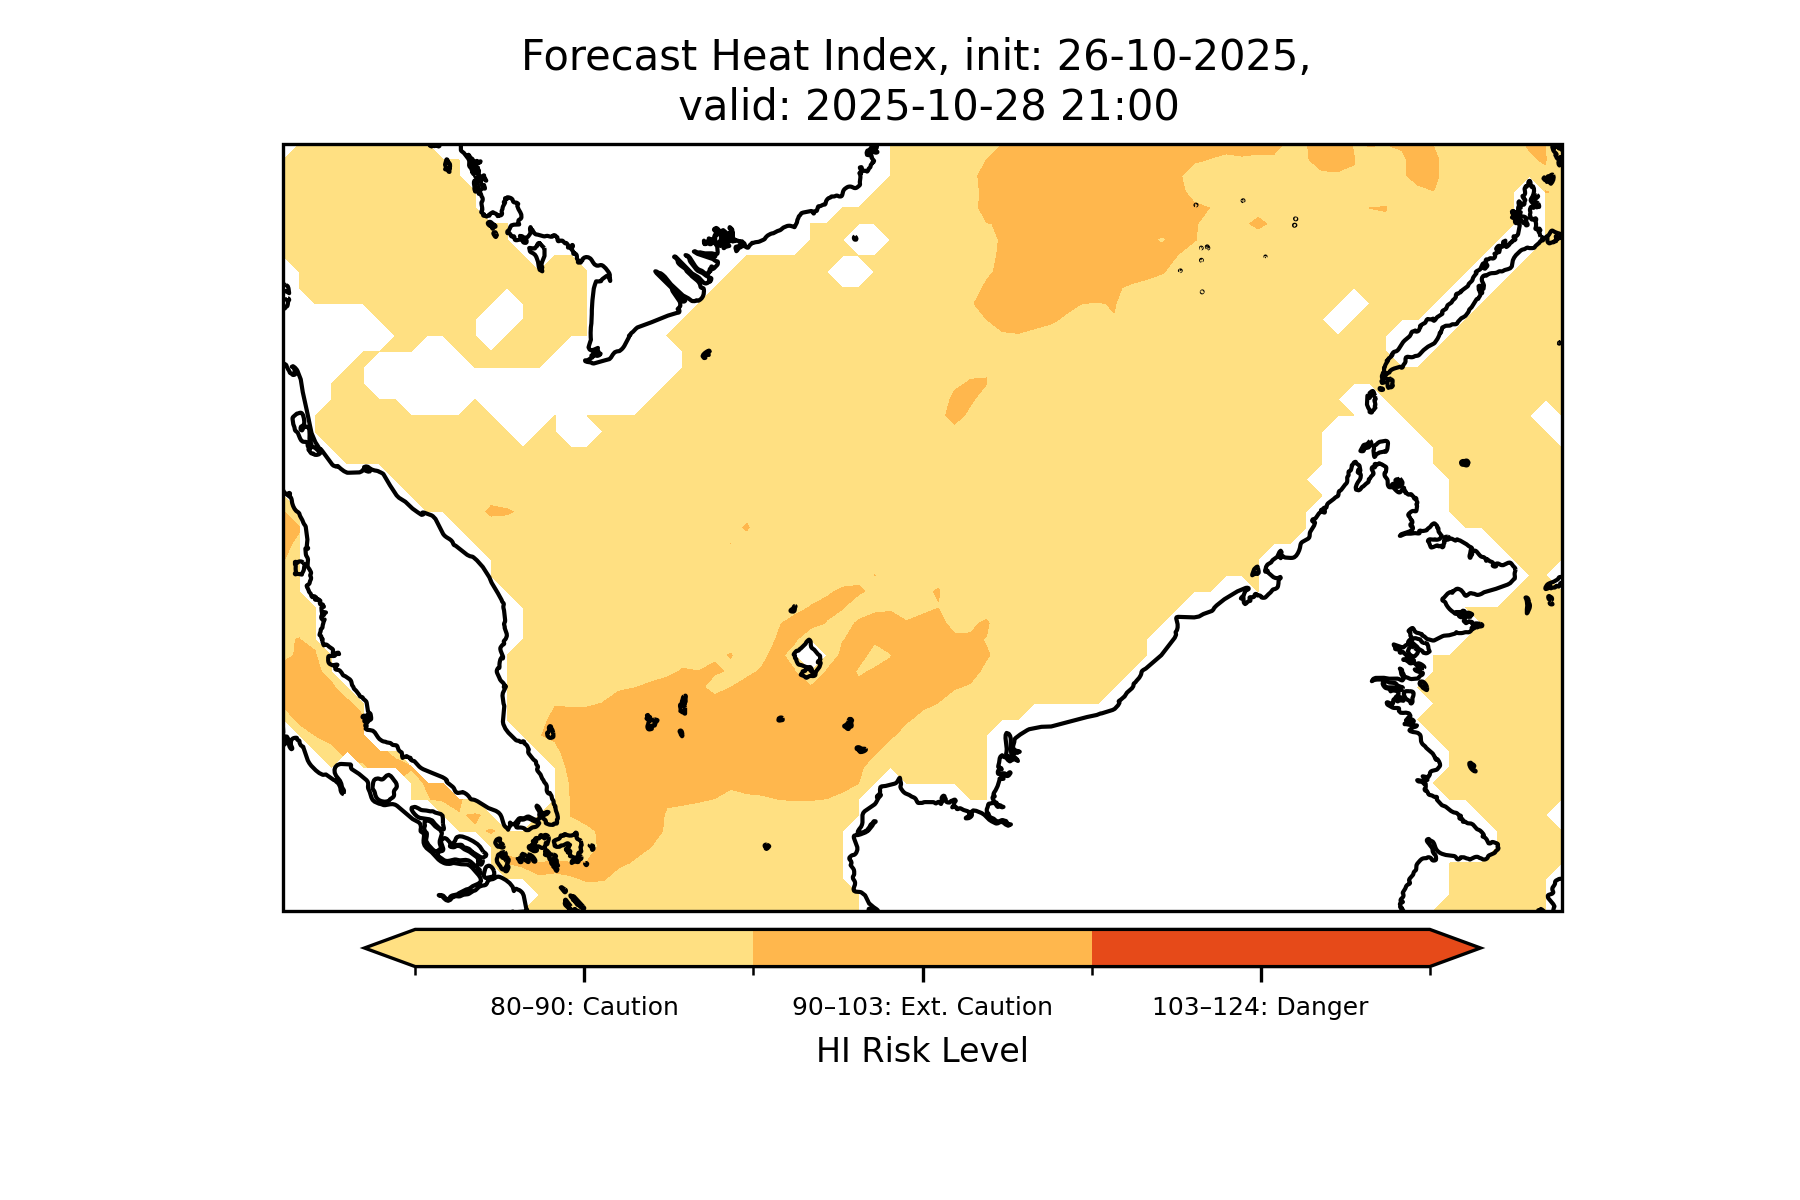 Forecast Heat Index, init: 26-10-2025,
valid: 2025-10-28 21:00
80–90: Caution
90–103: Ext. Caution
103–124: Danger
HI Risk Level